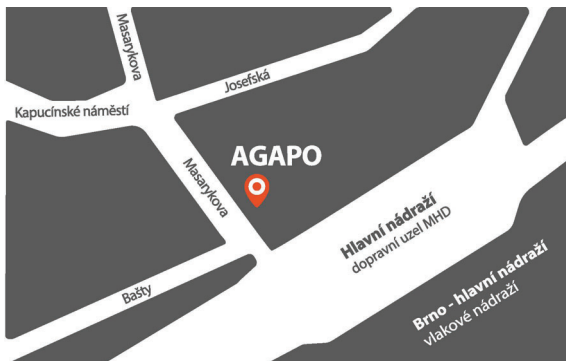 Masarykova
Josefská
Kapucínské náměstí
AGAPO
Masarykova
Hlavní nádraží
dopravní uzel MHD
Bašty
Brno - hlavní nádraží
vlakové nádraží